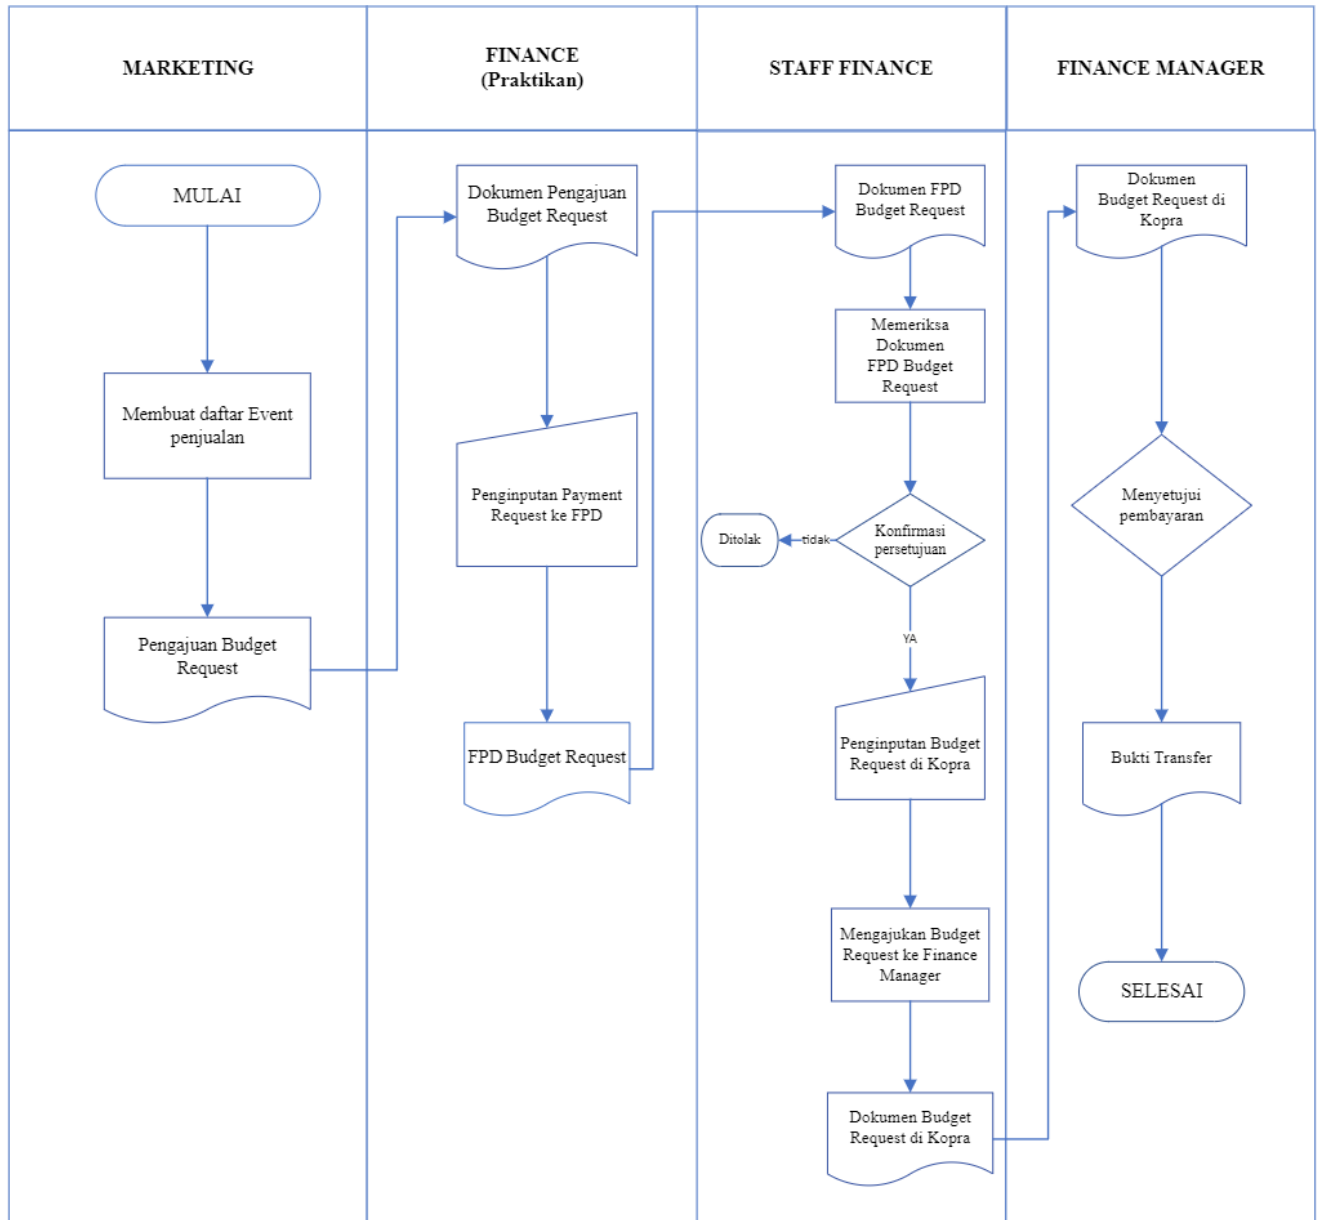 MARKETING
FINANCE
(Praktikan)
STAFF FINANCE
FINANCE MANAGER
MULAI
Membuat daftar Event
penjualan
Pengajuan Budget
Request
Dokumen Pengajuan
Budget Request
Penginputan Payment
Request ke FPD
FPD Budget Request
Dokumen FPD
Budget Request
Memeriksa
Dokumen
FPD Budget
Request
Konfirmasi
persetujuan
tidak
Ditolak
YA
Penginputan Budget
Request di Kopra
Mengajukan Budget
Request ke Finance
Manager
Dokumen Budget
Request di Kopra
Dokumen
Budget Request di
Kopra
Menyetujui
pembayaran
Bukti Transfer
SELESAI